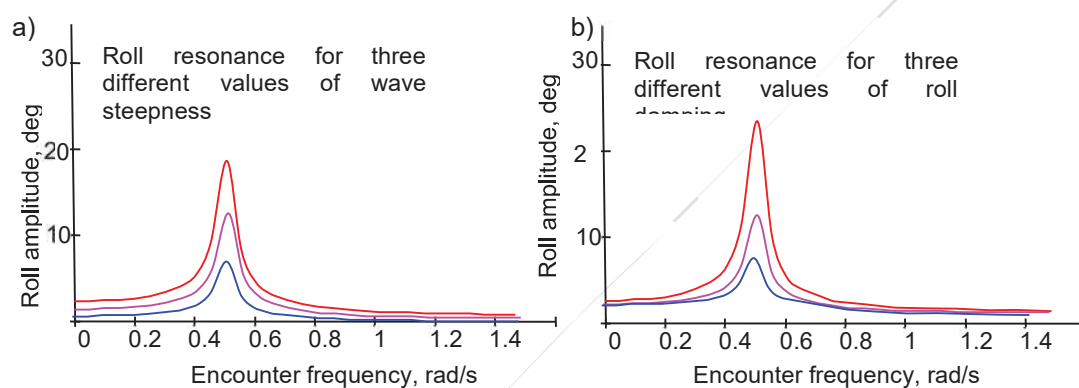 a)
Roll resonance for three
different values of wave
steepness
30
20
10
Roll amplitude, deg
0 0.2 0.4 0.6 0.8 1 1.2 1.4
Encounter frequency, rad/s
b)
Roll resonance for three
different values of roll
30
2
10
Roll amplitude, deg
0 0.2 0.4 0.6 0.8 1 1.2 1.4
Encounter frequency, rad/s